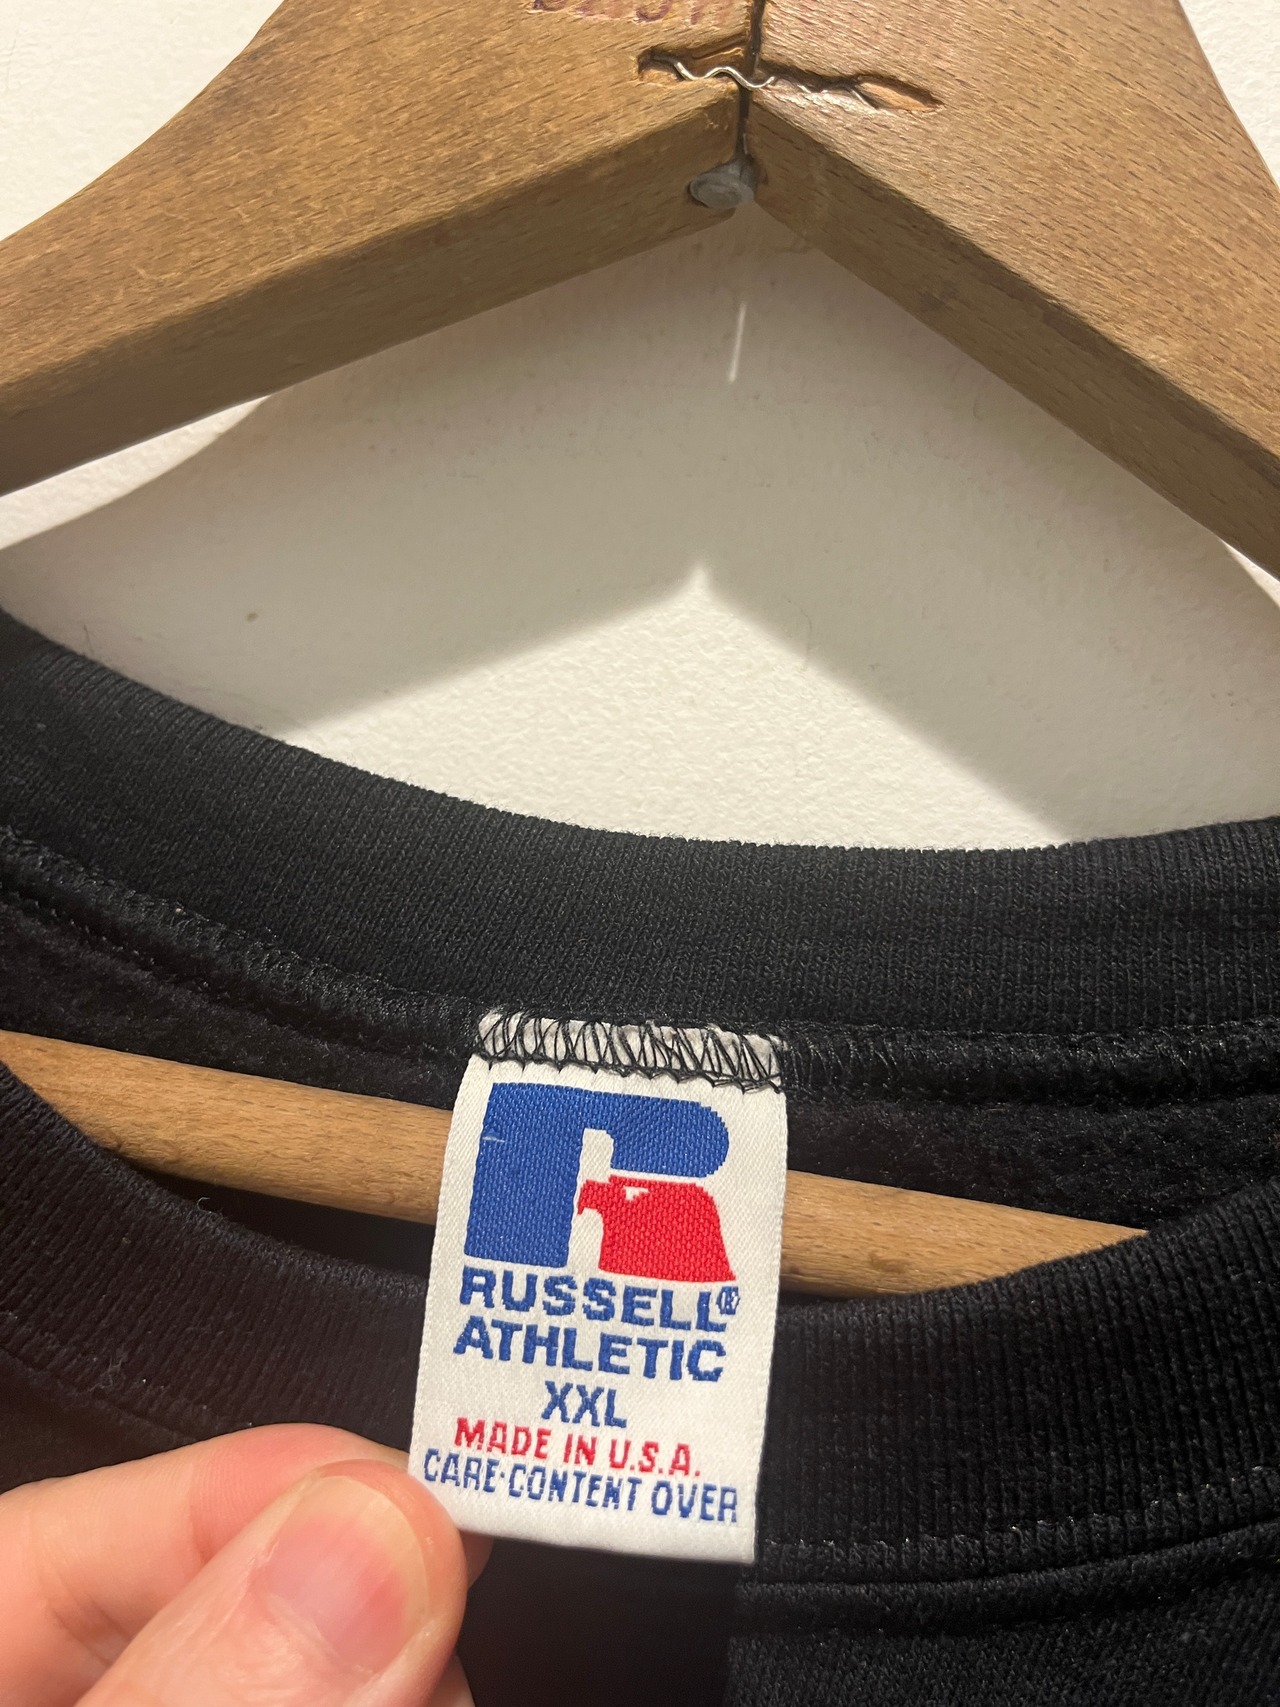 RUSSELL®
ATHLETIC
XXL
MADE IN U.S.A.
CARE·CONTENT OVER